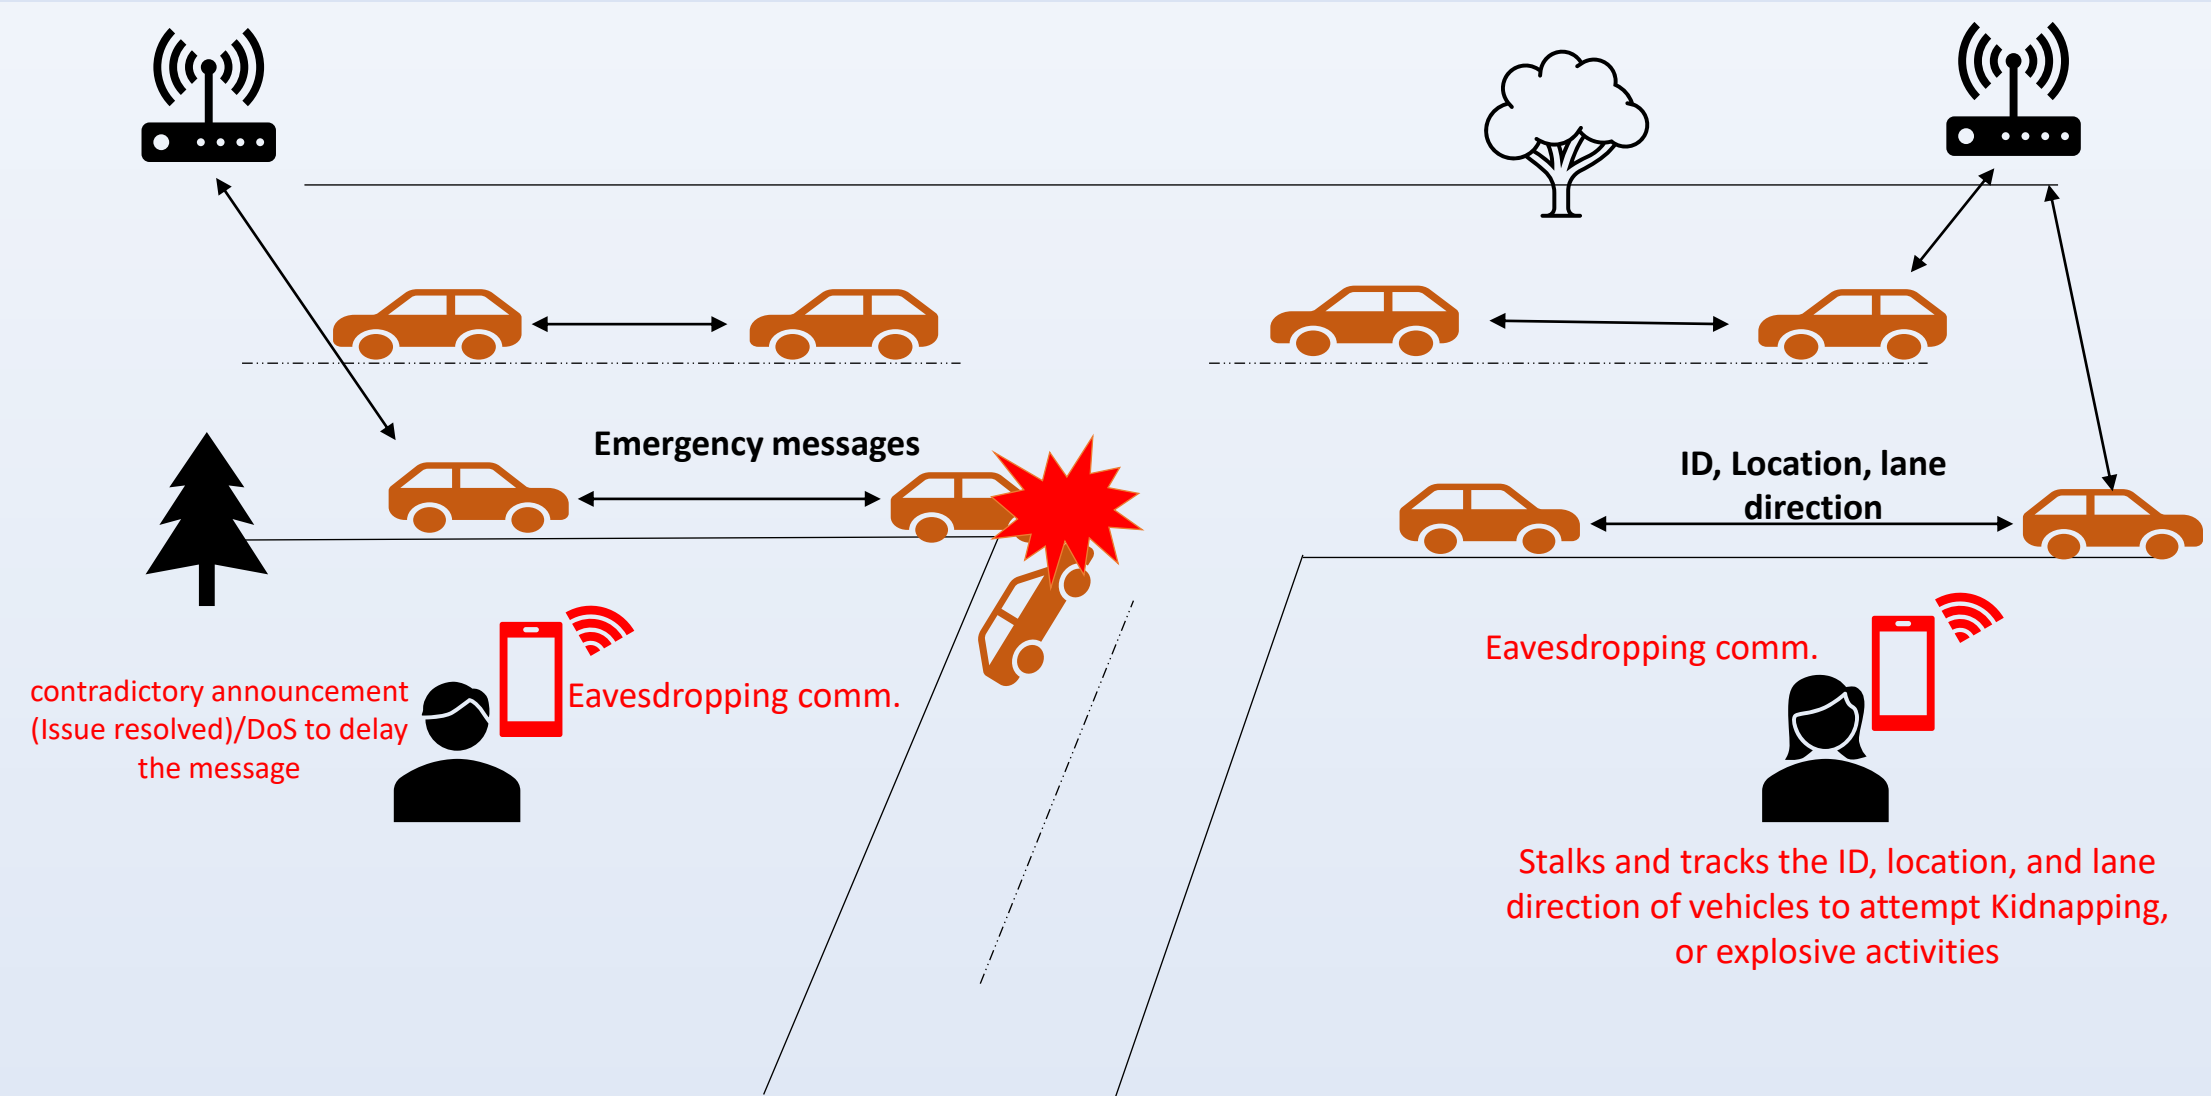 Emergency messages
ID, Location, lane
direction
Eavesdropping comm.
contradictory announcement
(Issue resolved)/DoS to delay
the message
Eavesdropping comm.
Stalks and tracks the ID, location, and lane
direction of vehicles to attempt Kidnapping,
or explosive activities